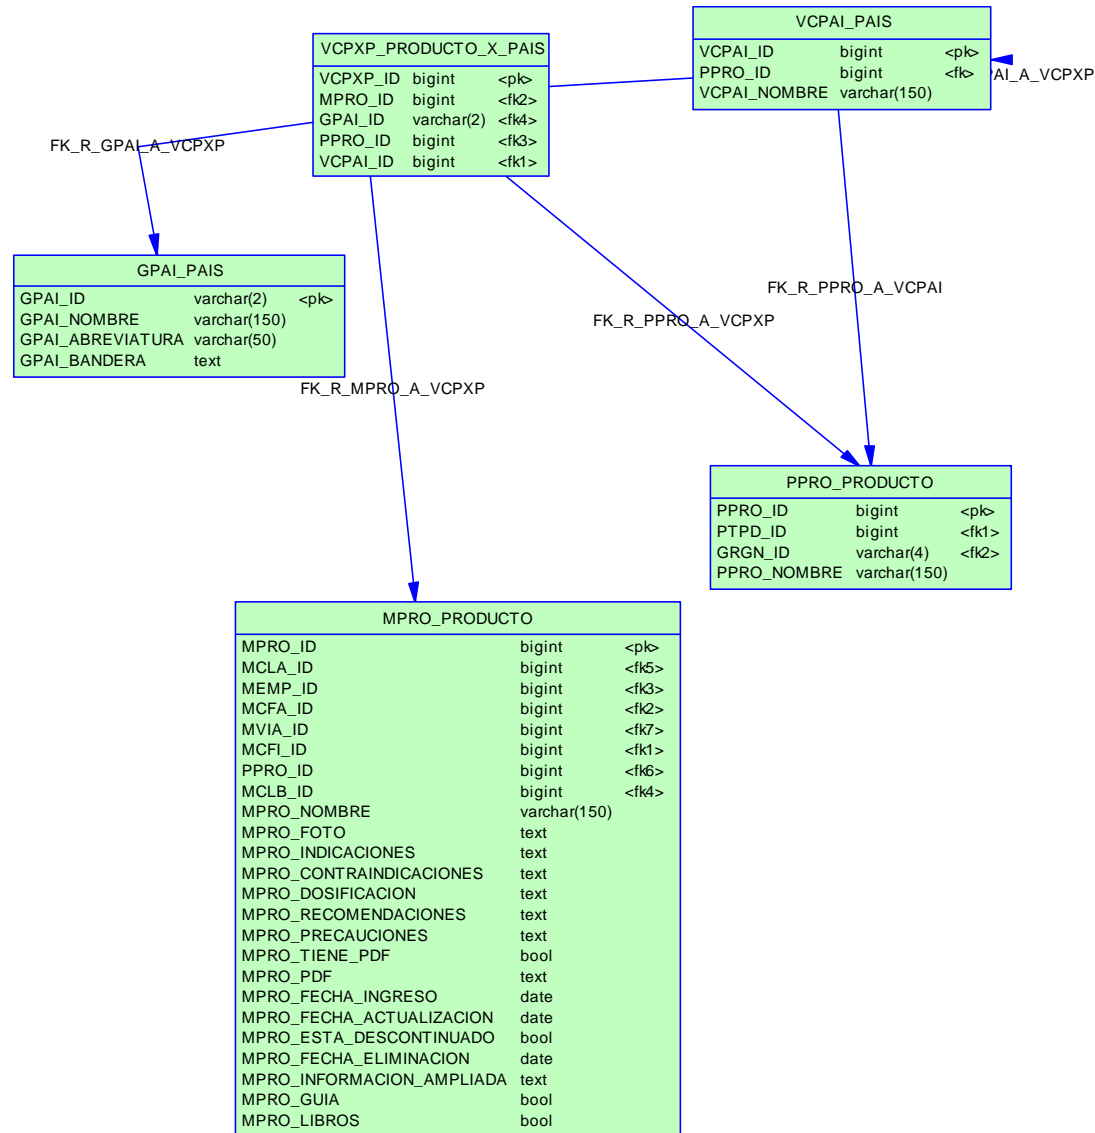 VCPAI_PAIS
VCPAI_ID bigint <pk>
PPRO_ID bigint <fk>
VCPAI_NOMBRE varchar(150)
PAI_A_VCPXP
VCPXP_PRODUCTO_X_PAIS
VCPXP_ID bigint <pk>
MPRO_ID bigint <fk2>
GPAI_ID varchar(2) <fk4>
PPRO_ID bigint <fk3>
VCPAI_ID bigint <fk1>
FK_R_GPAI_A_VCPXP
GPAI_PAIS
GPAI_ID varchar(2) <pk>
GPAI_NOMBRE varchar(150)
GPAI_ABREVIATURA varchar(50)
GPAI_BANDERA text
FK_R_PPRO_A_VCPAI
FK_R_PPRO_A_VCPXP
FK_R_MPRO_A_VCPXP
PPRO_PRODUCTO
PPRO_ID bigint <pk>
PTPD_ID bigint <fk1>
GRGN_ID varchar(4) <fk2>
PPRO_NOMBRE varchar(150)
MPRO_PRODUCTO
MPRO_ID bigint <pk>
MCLA_ID bigint <fk5>
MEMP_ID bigint <fk3>
MCFA_ID bigint <fk2>
MVIA_ID bigint <fk7>
MCFI_ID bigint <fk1>
PPRO_ID bigint <fk6>
MCLB_ID bigint <fk4>
MPRO_NOMBRE varchar(150)
MPRO_FOTO text
MPRO_INDICACIONES text
MPRO_CONTRAINDICACIONES text
MPRO_DOSIFICACION text
MPRO_RECOMENDACIONES text
MPRO_PRECAUCIONES text
MPRO_TIENE_PDF bool
MPRO_PDF text
MPRO_FECHA_INGRESO date
MPRO_FECHA_ACTUALIZACION date
MPRO_ESTA_DESCONTINUADO bool
MPRO_FECHA_ELIMINACION date
MPRO_INFORMACION_AMPLIADA text
MPRO_GUIA bool
MPRO_LIBROS bool